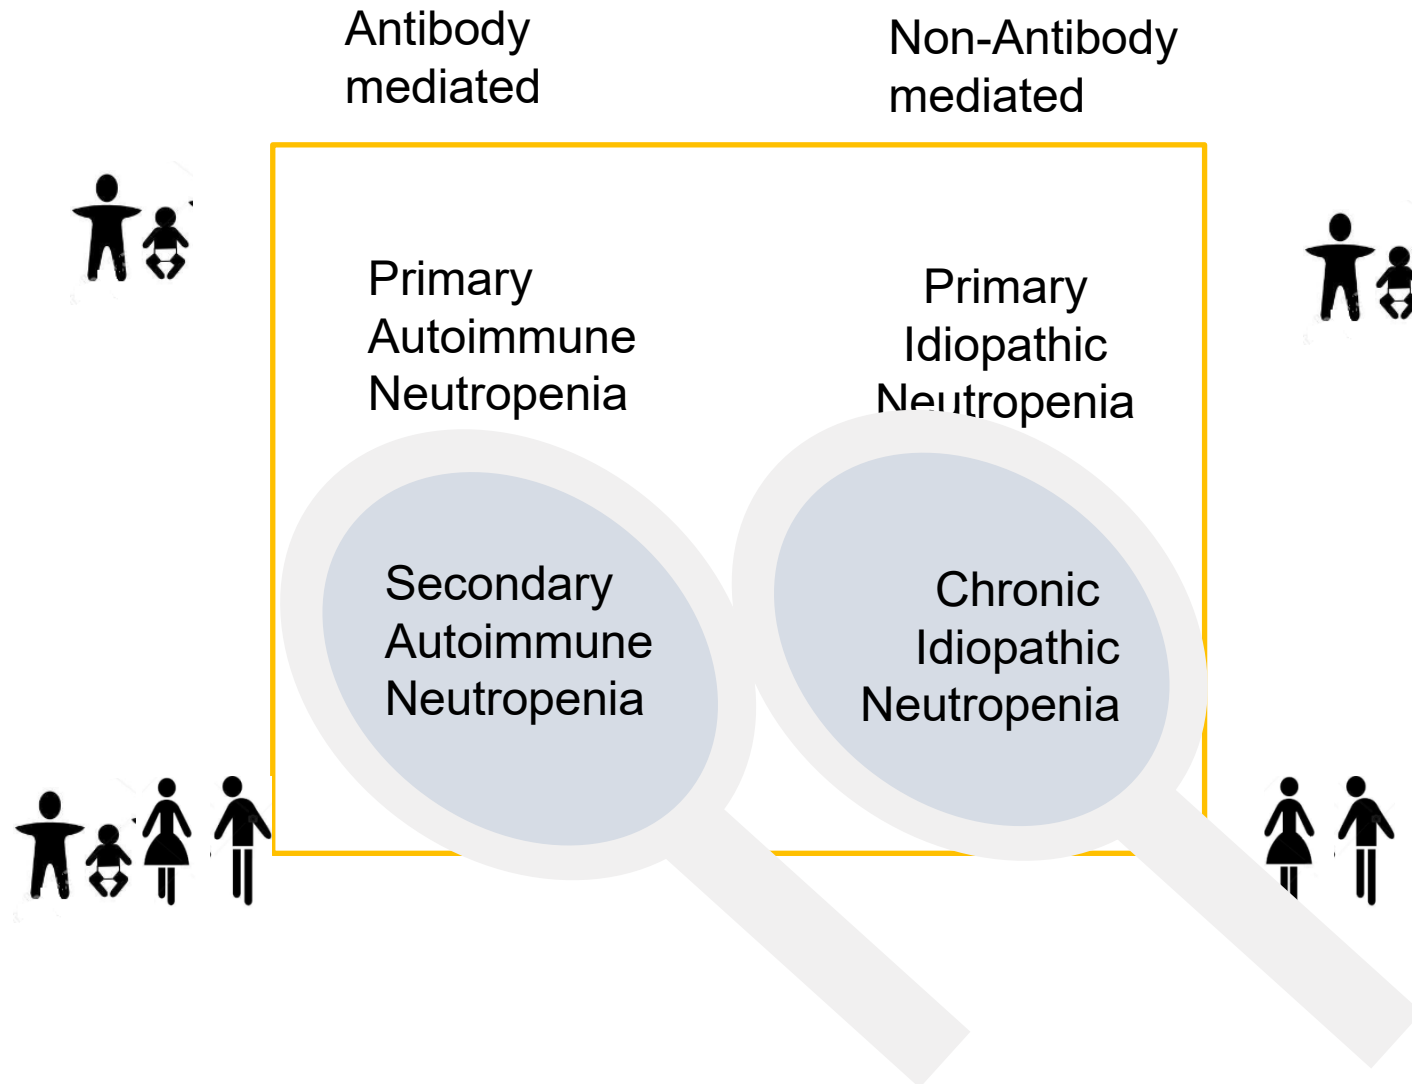 Antibody
mediated
Non-Antibody
mediated
Primary
Autoimmune
Neutropenia
Primary
Idiopathic
Neutropenia
Secondary
Autoimmune
Neutropenia
Chronic
Idiopathic
Neutropenia